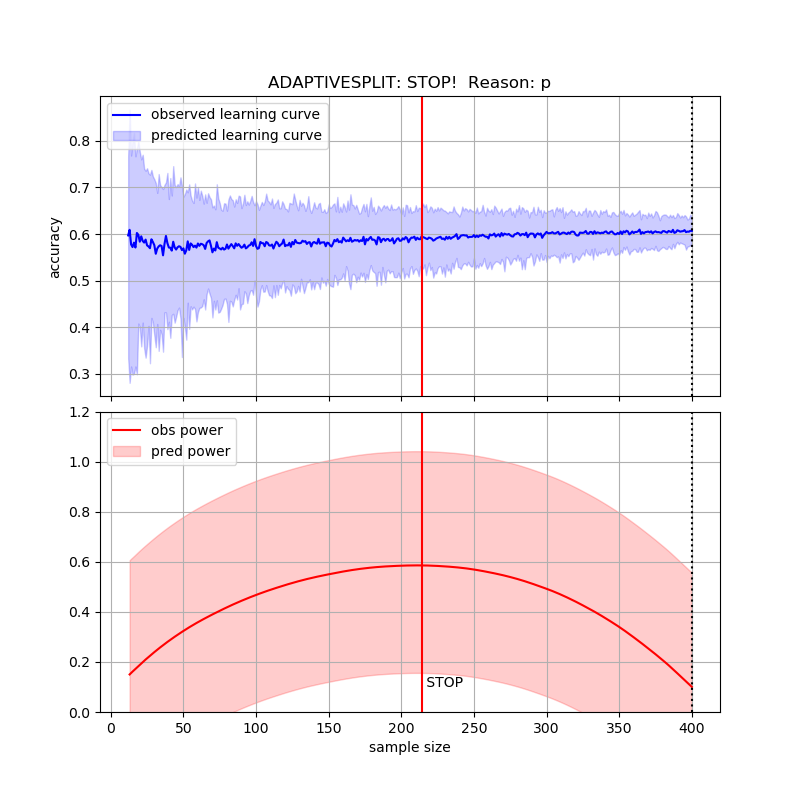 ADAPTIVESPLIT: STOP!  Reason: p
observed learning curve
predicted learning curve
accuracy
0.8
0.7
0.6
0.5
0.4
0.3
obs power
pred power
1.2
1.0
0.8
0.6
0.4
0.2
0.0
STOP
0 50 100 150 200 250 300 350 400
sample size